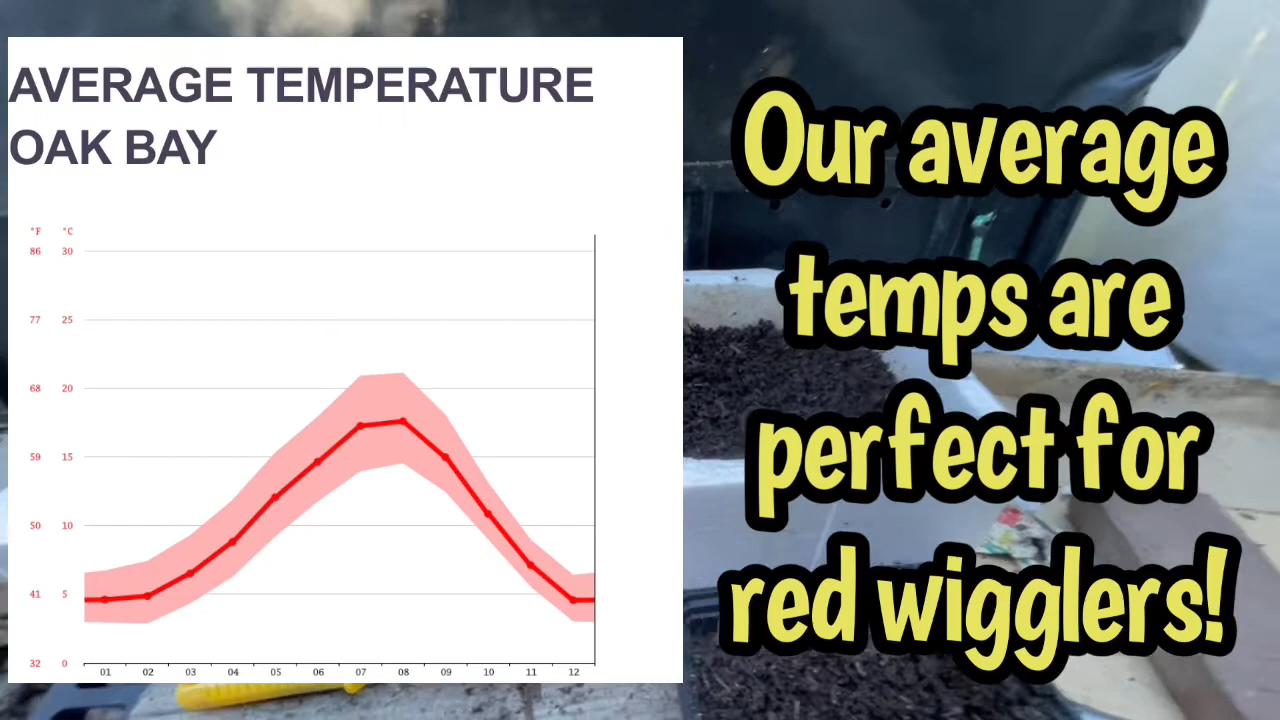 AVERAGE TEMPERATURE
OAK BAY
°F °C
86 30
77 25
68 20
59 15
50 10
41 5
32 0
01 02 03 04 05 06 07 08 09 10 11 12
Our average
temps are
perfect for
red wigglers!